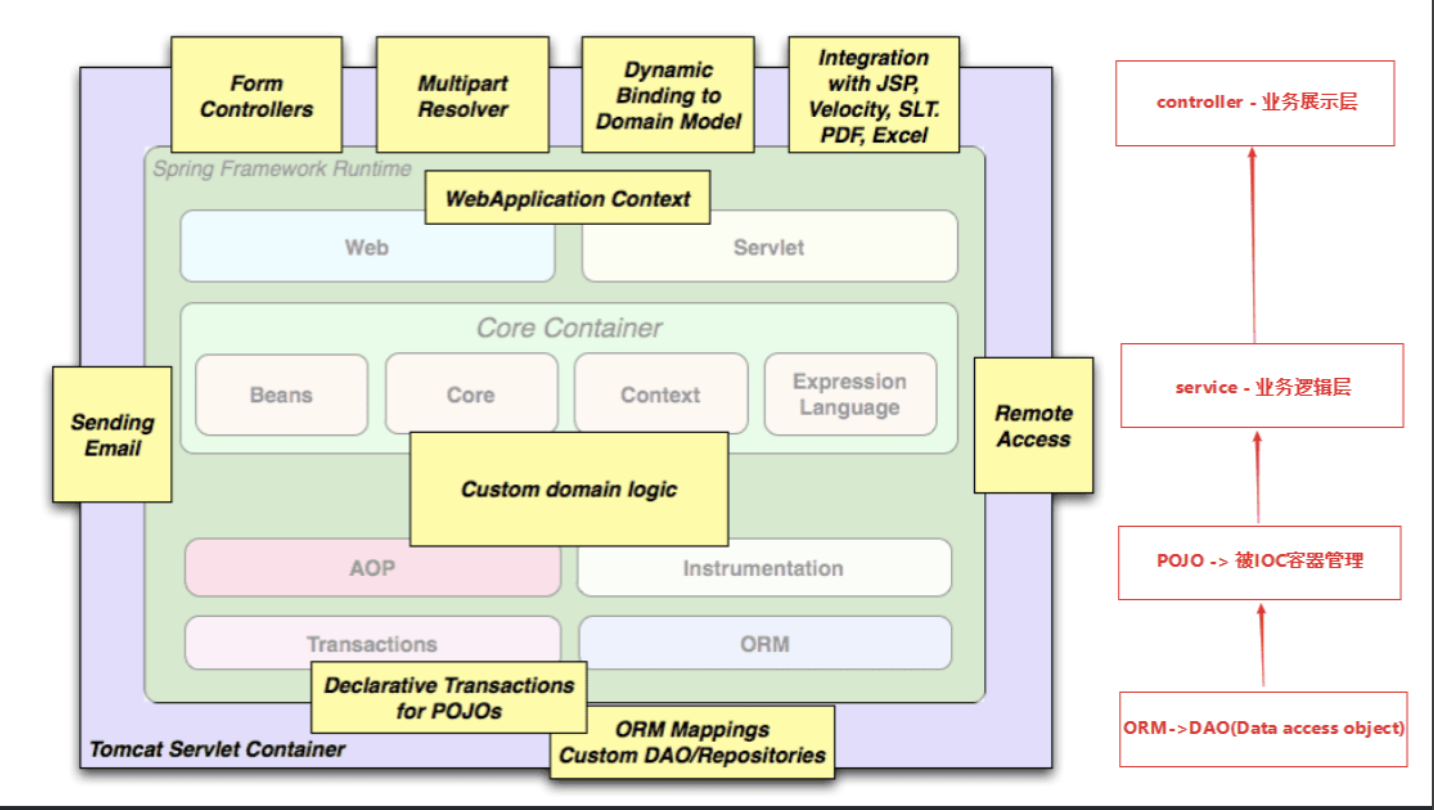 Form
Controllers
Multipart
Resolver
Dynamic
Binding to
Domain Model
Integration
with JSP,
Velocity, SLT.
PDF, Excel
Spring Framework Runtime
WebApplication Context
Web
Servlet
Core Container
Beans
Core
Context
Expression
Language
Sending
Email
Remote
Access
Custom domain logic
AOP
Instrumentation
Transactions
ORM
Declarative Transactions
for POJOs
ORM Mappings
Custom DAO/Repositories
Tomcat Servlet Container
controller - 业务展示层
service - 业务逻辑层
POJO -> 被IOC容器管理
ORM->DAO(Data access object)